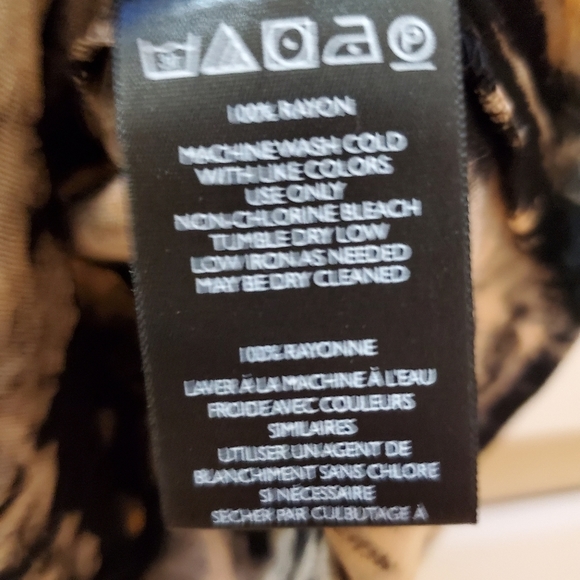 30
P
100% RAYON
MACHINE WASH COLD
WITH LIKE COLORS
USE ONLY
NON-CHLORINE BLEACH
TUMBLE DRY LOW
LOW IRON AS NEEDED
MAY BE DRY CLEANED
100% RAYONNE
LAVER À LA MACHINE À L'EAU
FROIDE AVEC COULEURS
SIMILAIRES
UTILISER UN AGENT DE
BLANCHIMENT SANS CHLORE
SI NÉCESSAIRE
SÉCHER PAR CULBUTAGE À